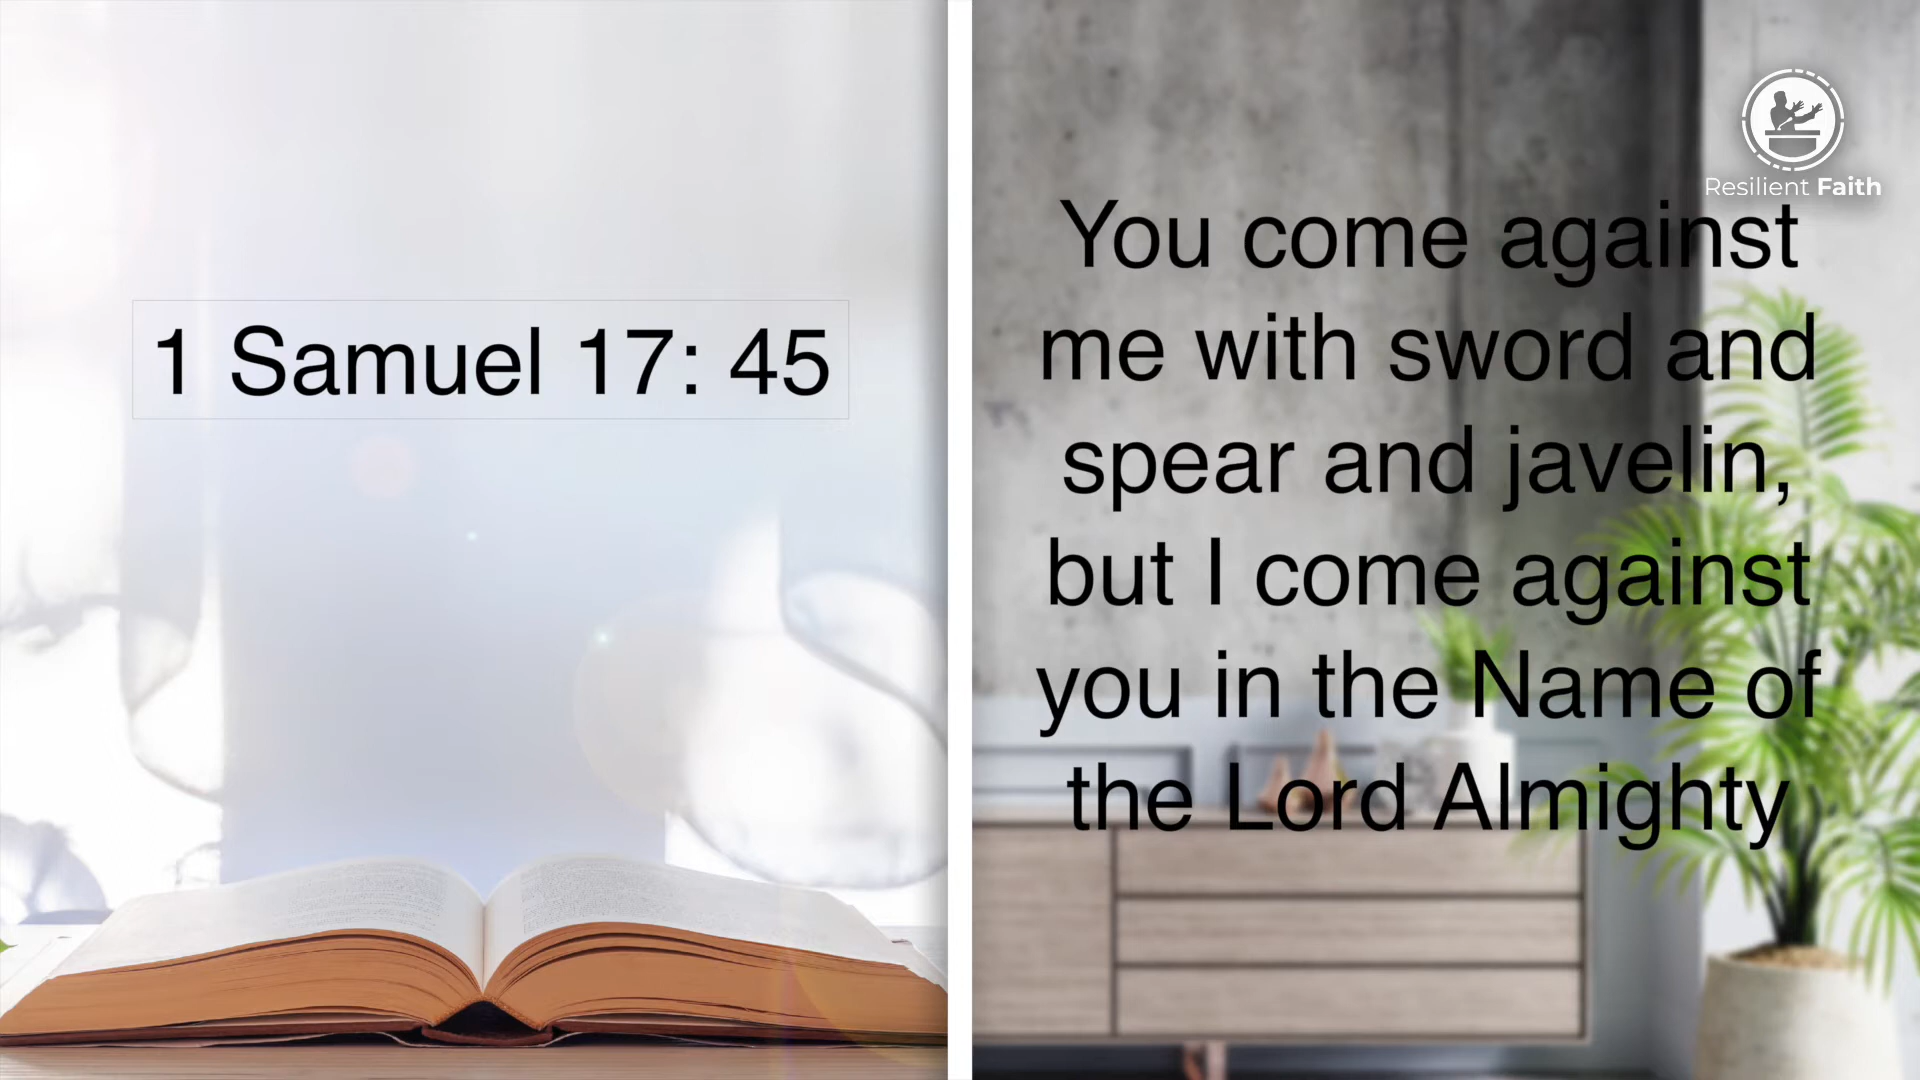 1 Samuel 17: 45
Resilient Faith
You come against
me with sword and
spear and javelin,
but I come against
you in the Name of
the Lord Almighty